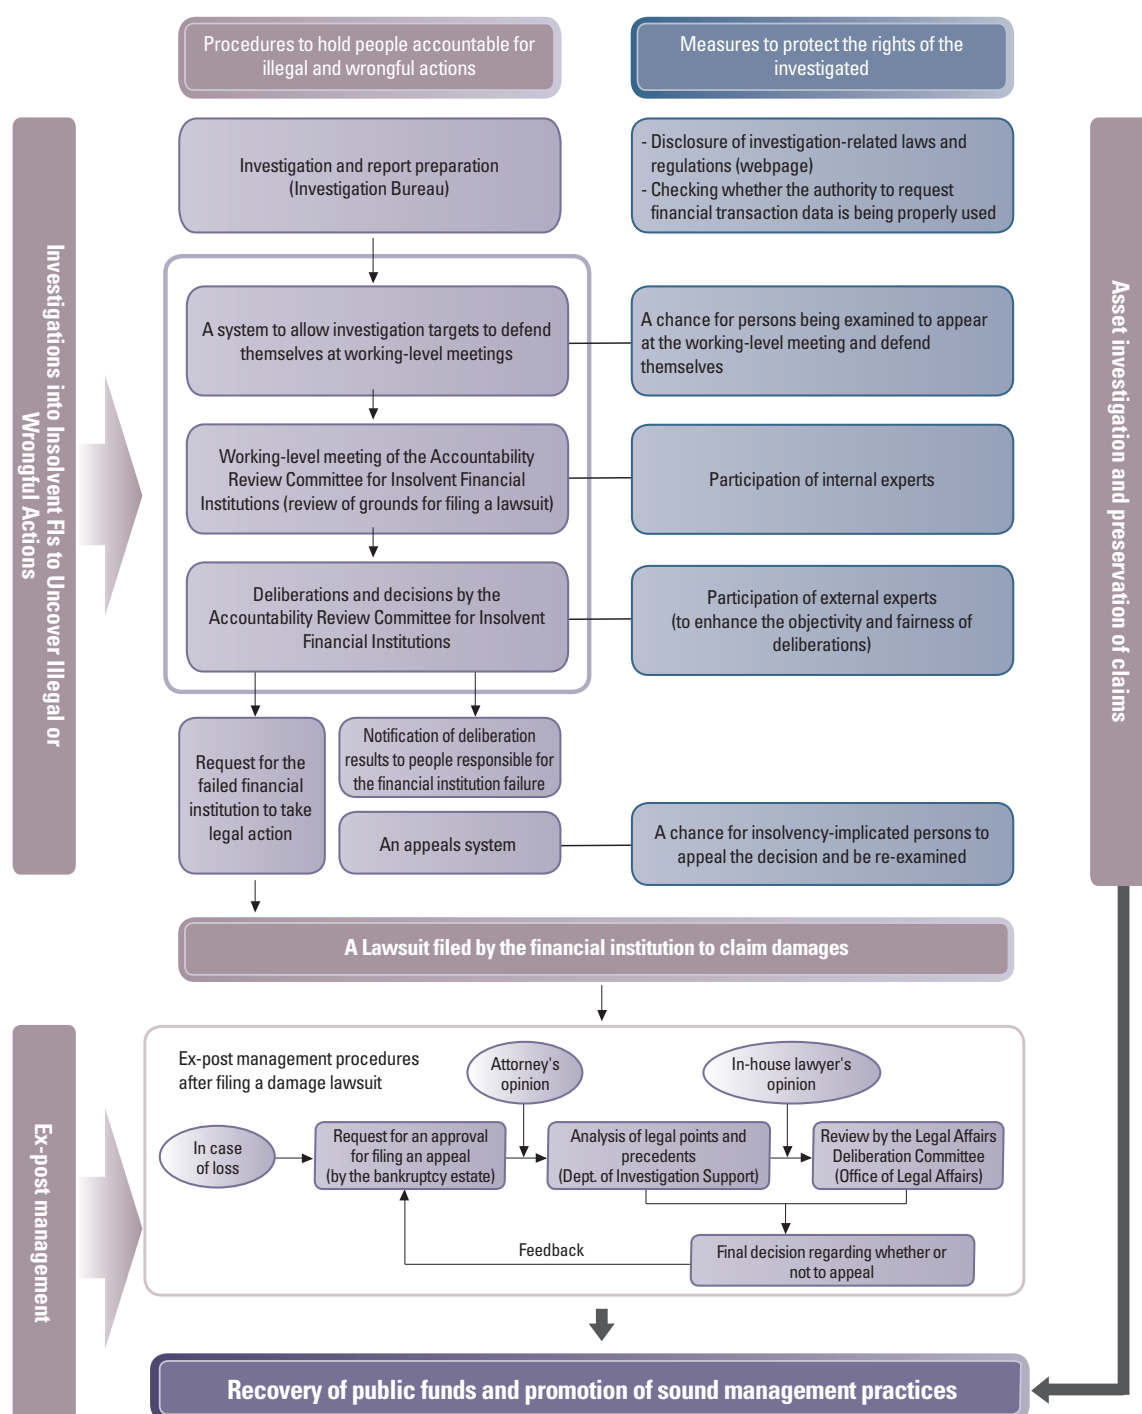 Procedures to hold people accountable for
illegal and wrongful actions
Measures to protect the rights of the
investigated
Investigations into Insolvent FIs to Uncover Illegal or
Wrongful Actions
Investigation and report preparation
(Investigation Bureau)
- Disclosure of investigation-related laws and
regulations (webpage)
- Checking whether the authority to request
financial transaction data is being properly used
A system to allow investigation targets to defend
themselves at working-level meetings
A chance for persons being examined to appear
at the working-level meeting and defend
themselves
Working-level meeting of the Accountability
Review Committee for Insolvent Financial
Institutions (review of grounds for filing a lawsuit)
Participation of internal experts
Deliberations and decisions by the
Accountability Review Committee for Insolvent
Financial Institutions
Participation of external experts
(to enhance the objectivity and fairness of
deliberations)
Request for the
failed financial
institution to take
legal action
Notification of deliberation
results to people responsible for
the financial institution failure
An appeals system
A chance for insolvency-implicated persons to
appeal the decision and be re-examined
Asset investigation and preservation of claims
A Lawsuit filed by the financial institution to claim damages
Ex-post management
Ex-post management procedures
after filing a damage lawsuit
Attorney's
opinion
In-house lawyer's
opinion
In case
of loss
Request for an approval
for filing an appeal
(by the bankruptcy estate)
Analysis of legal points and
precedents
(Dept. of Investigation Support)
Review by the Legal Affairs
Deliberation Committee
(Office of Legal Affairs)
Feedback
Final decision regarding whether or
not to appeal
Recovery of public funds and promotion of sound management practices